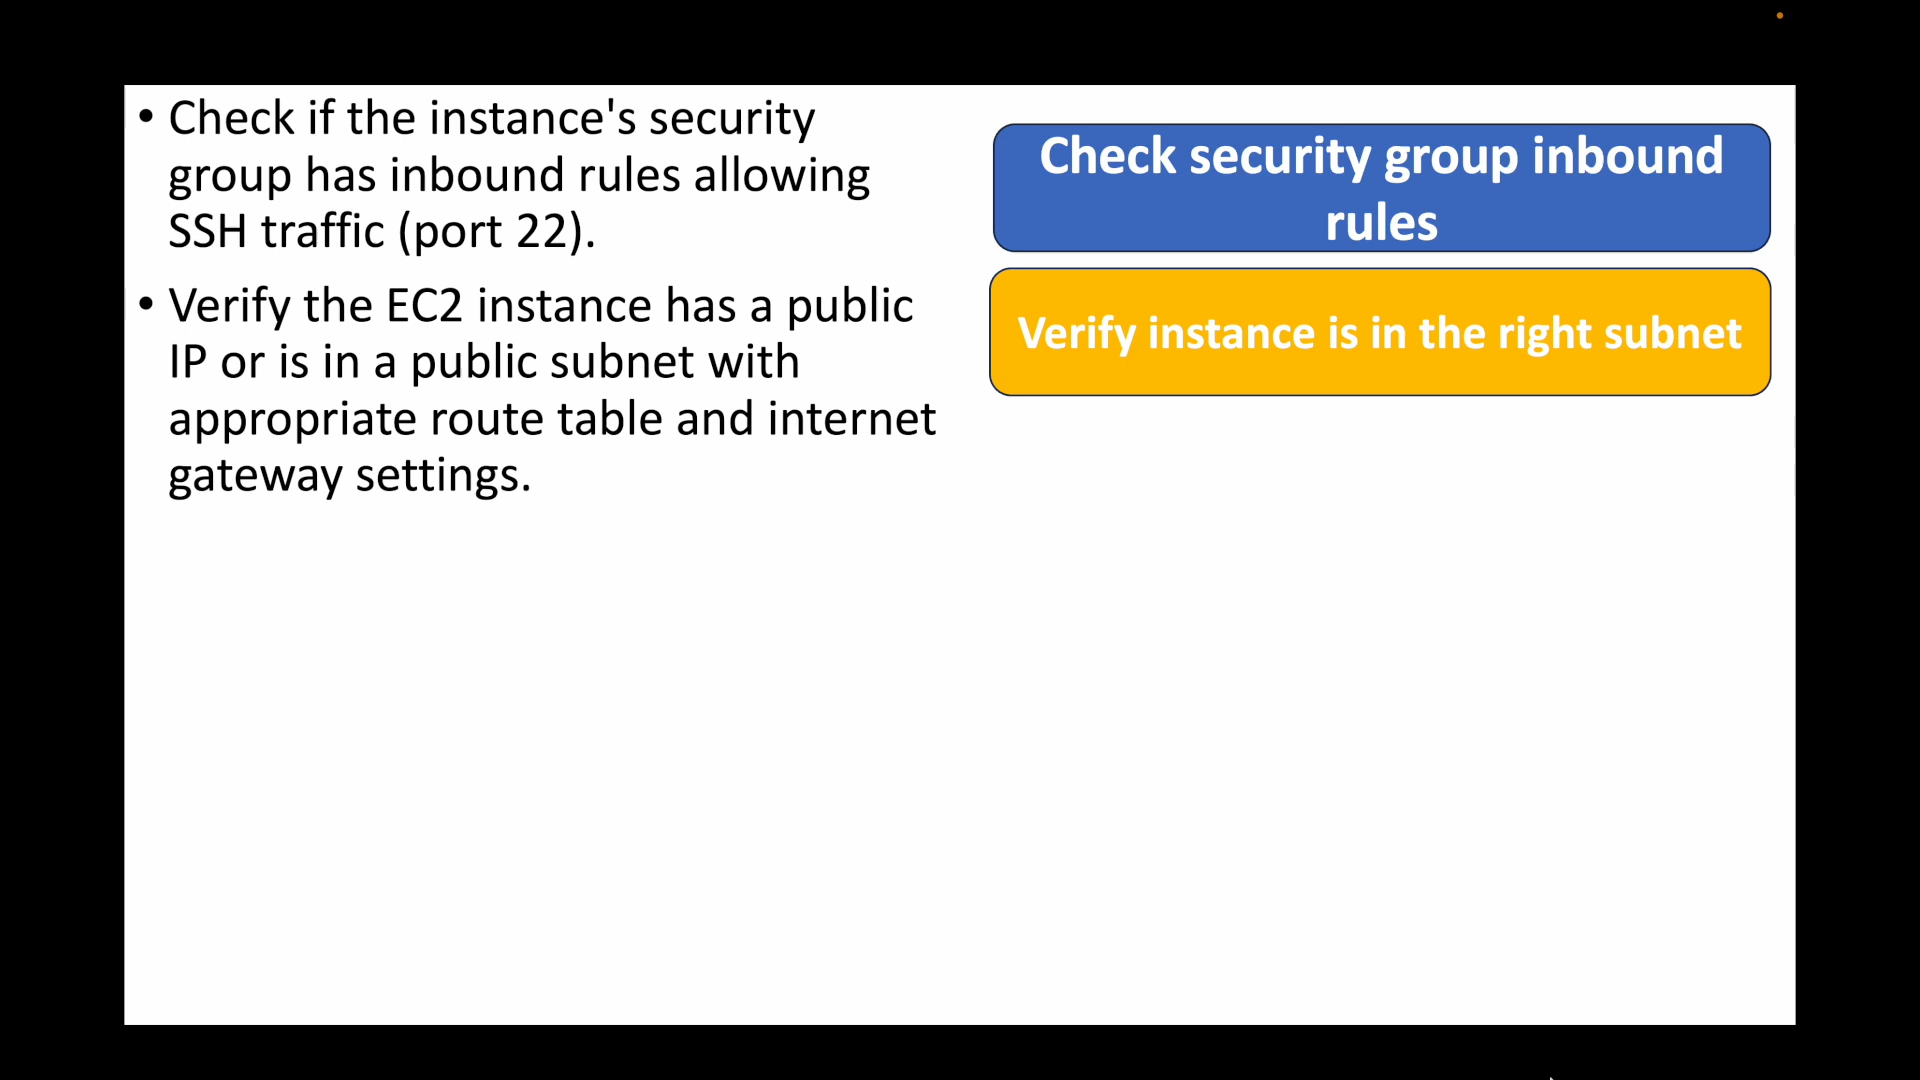 • Check if the instance's security
group has inbound rules allowing
SSH traffic (port 22).
• Verify the EC2 instance has a public
IP or is in a public subnet with
appropriate route table and internet
gateway settings.
Check security group inbound
rules
Verify instance is in the right subnet